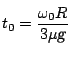 t₀ = ω₀R / 3μg